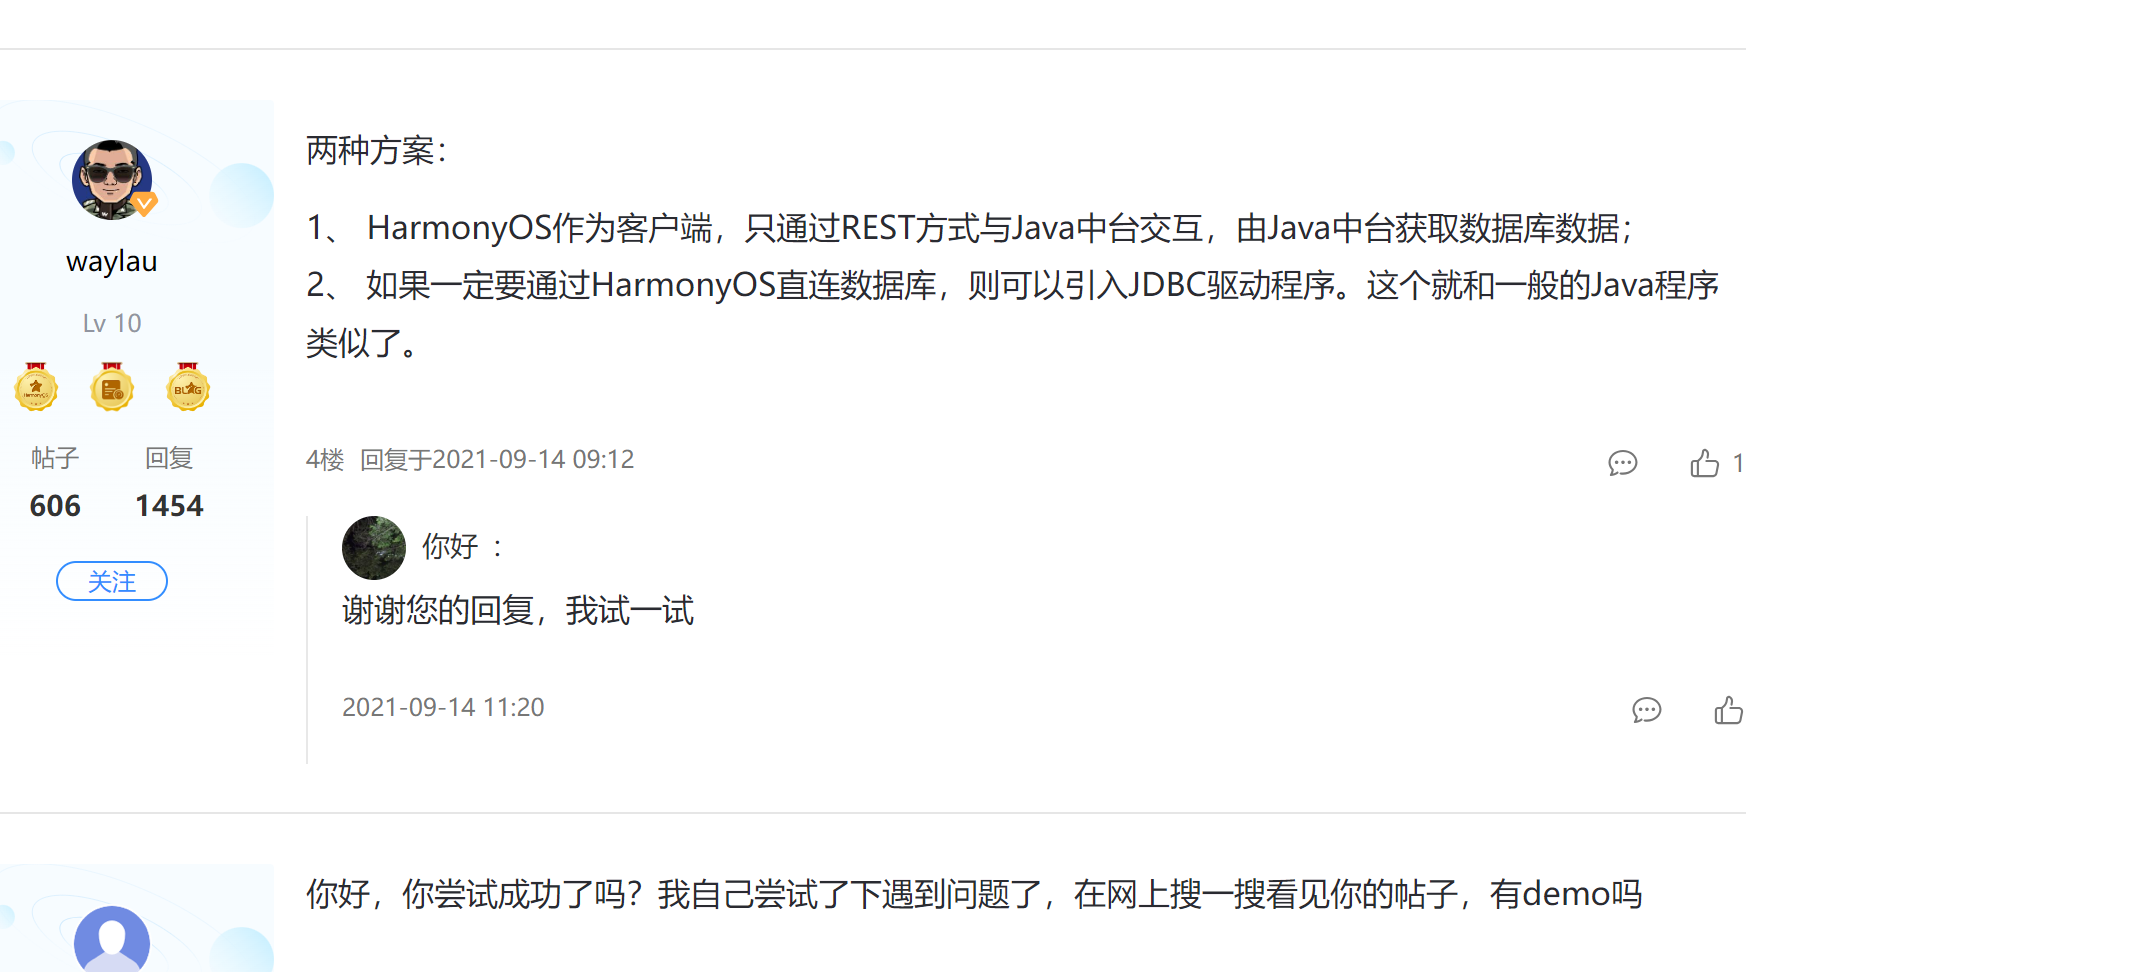 两种方案：
1、 HarmonyOS作为客户端，只通过REST方式与Java中台交互，由Java中台获取数据库数据；
2、 如果一定要通过HarmonyOS直连数据库，则可以引入JDBC驱动程序。这个就和一般的Java程序
类似了。
waylau
Lv 10
BLOG
帖子 回复
606 1454
关注
4楼 回复于2021-09-14 09:12
1
你好 ：
谢谢您的回复，我试一试
2021-09-14 11:20
你好，你尝试成功了吗？我自己尝试了下遇到问题了，在网上搜一搜看见你的帖子，有demo吗